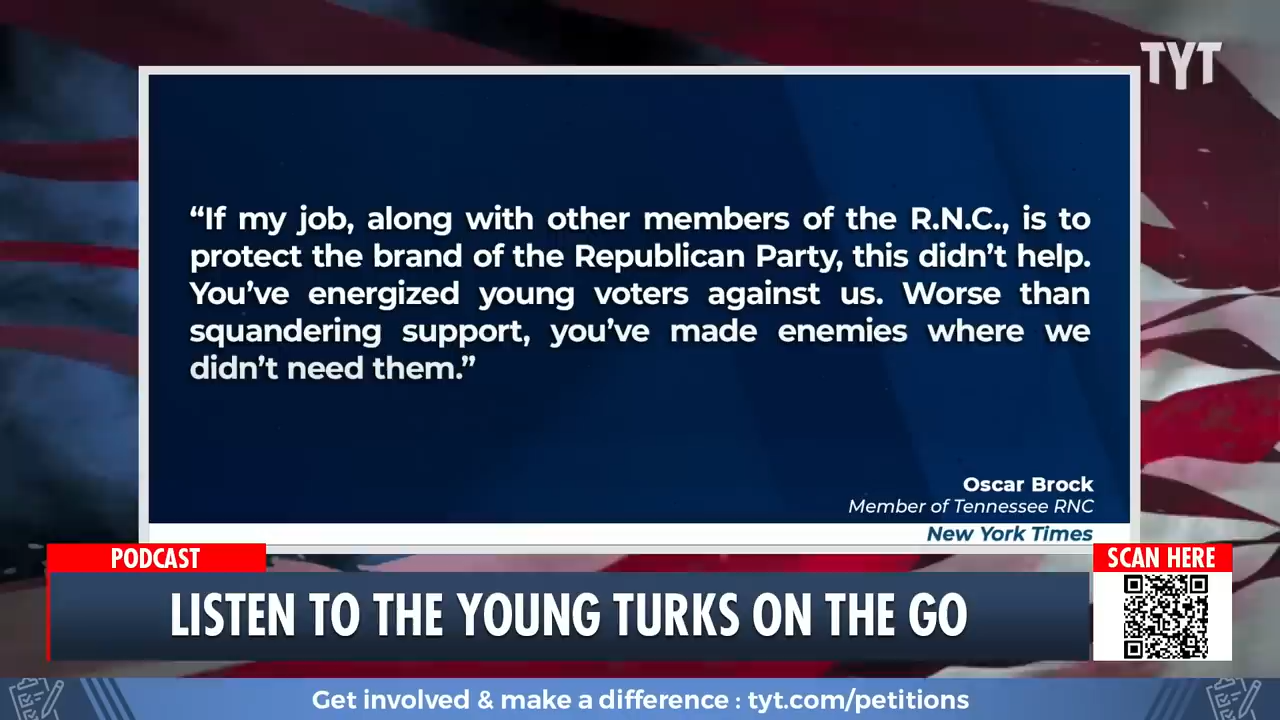 TYT
“If my job, along with other members of the R.N.C., is to
protect the brand of the Republican Party, this didn’t help.
You’ve energized young voters against us. Worse than
squandering support, you’ve made enemies where we
didn’t need them.”
Oscar Brock
Member of Tennessee RNC
New York Times
PODCAST
SCAN HERE
LISTEN TO THE YOUNG TURKS ON THE GO
Get involved & make a difference : tyt.com/petitions